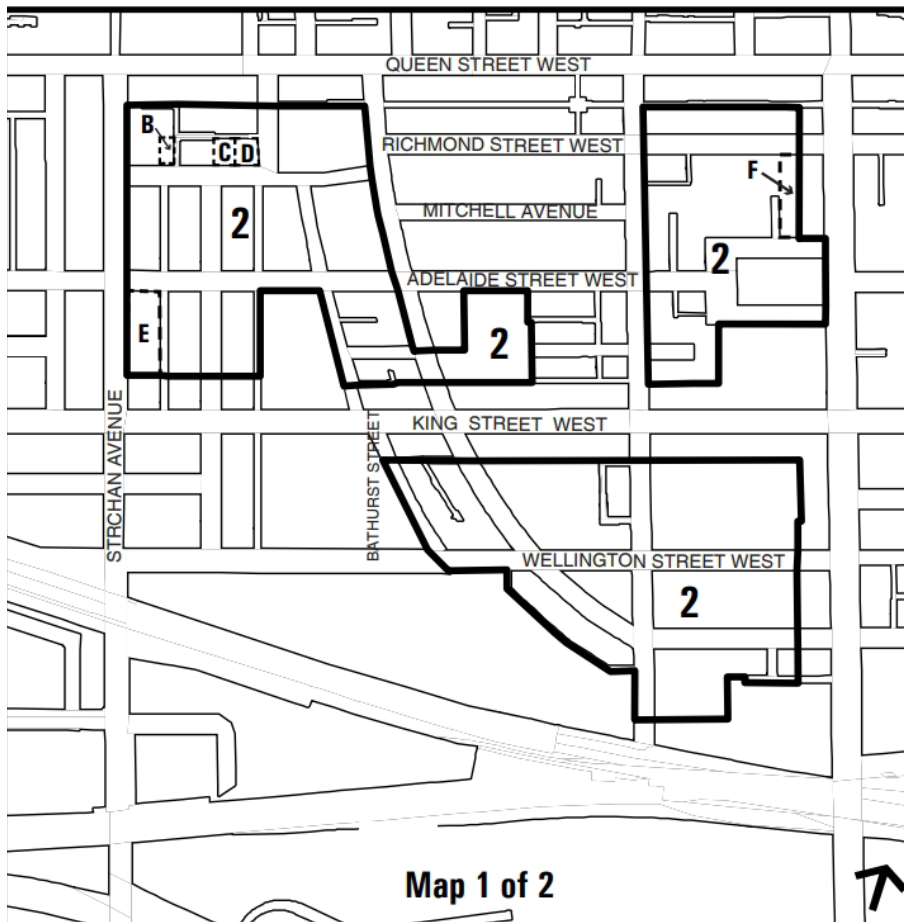 QUEEN STREET WEST
B
C D
RICHMOND STREET WEST
F
MITCHELL AVENUE
2
2
ADELAIDE STREET WEST
E
2
STRCHAN AVENUE
BATHURST STREET
KING STREET WEST
WELLINGTON STREET WEST
2
Map 1 of 2